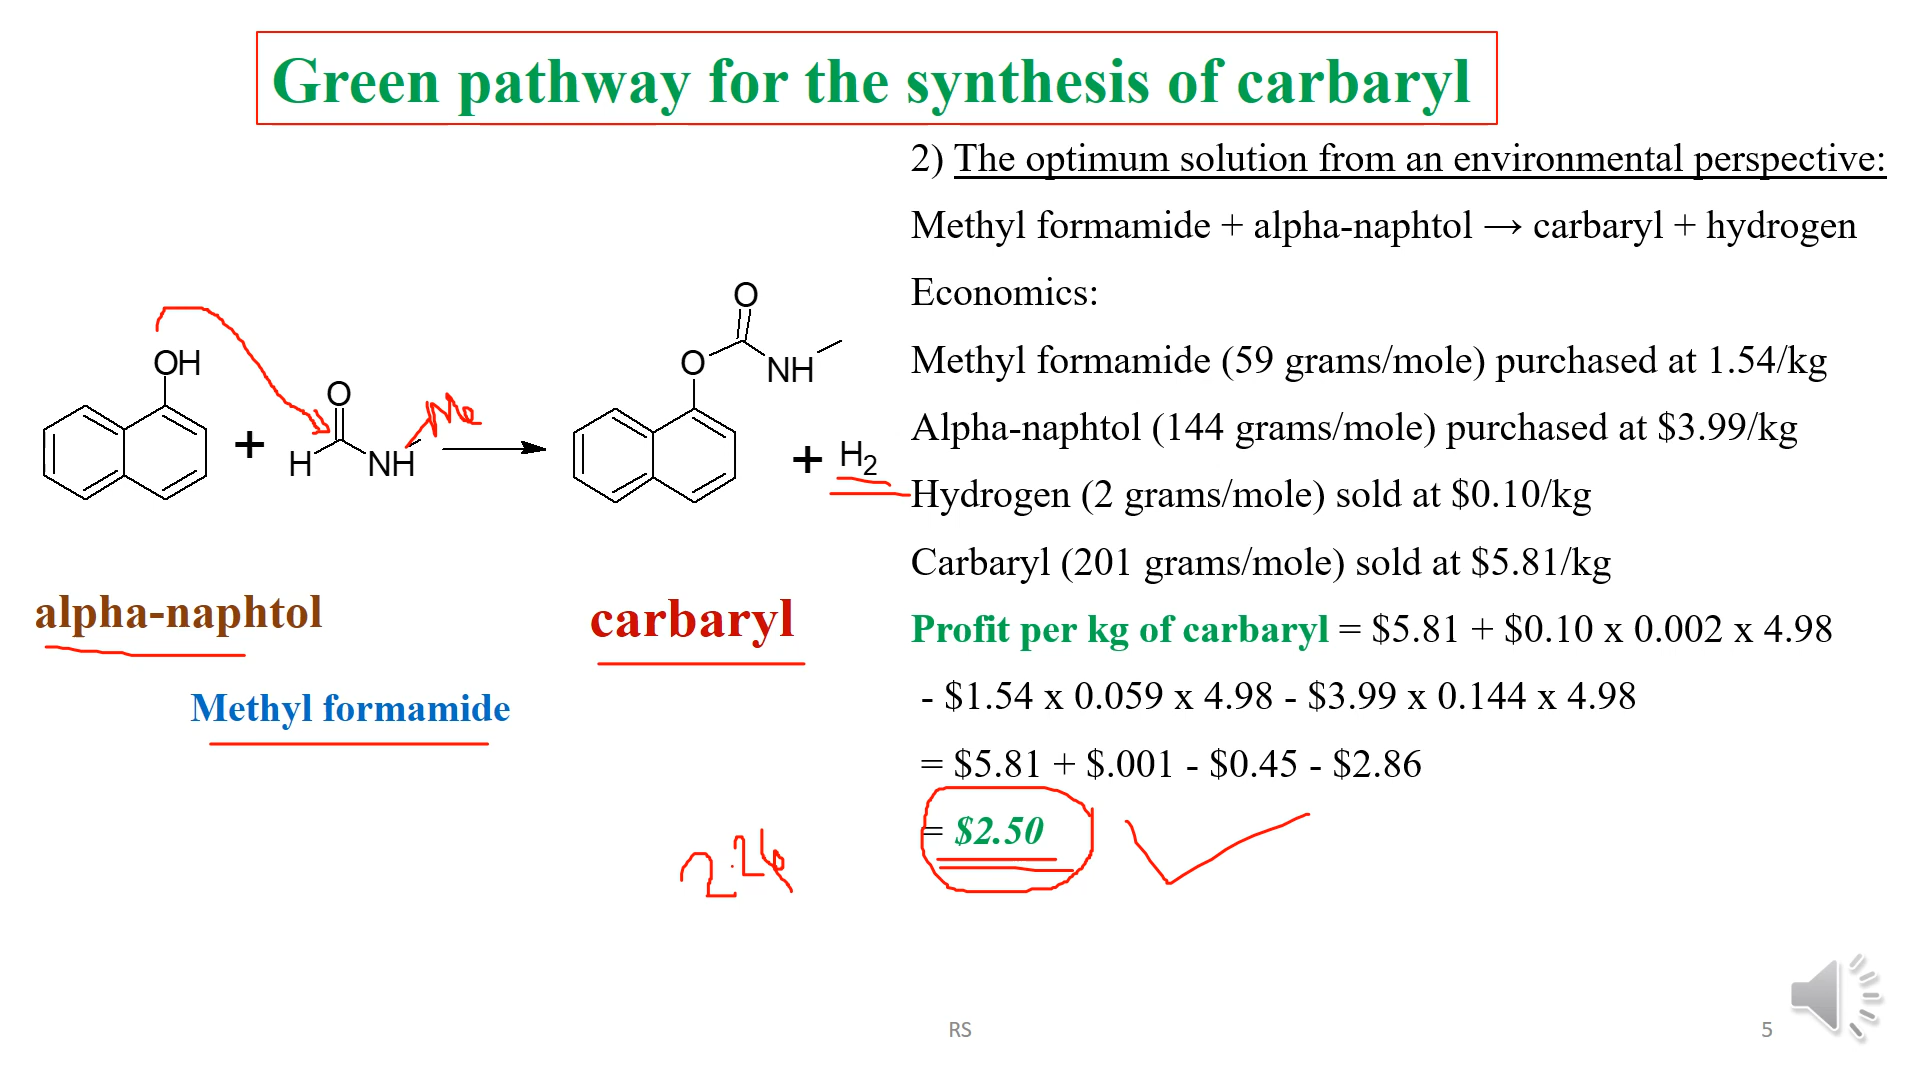 Green pathway for the synthesis of carbaryl
2) The optimum solution from an environmental perspective:
Methyl formamide + alpha-naphtol → carbaryl + hydrogen
Economics:
Methyl formamide (59 grams/mole) purchased at 1.54/kg
Alpha-naphtol (144 grams/mole) purchased at $3.99/kg
Hydrogen (2 grams/mole) sold at $0.10/kg
Carbaryl (201 grams/mole) sold at $5.81/kg
Profit per kg of carbaryl = $5.81 + $0.10 x 0.002 x 4.98
- $1.54 x 0.059 x 4.98 - $3.99 x 0.144 x 4.98
= $5.81 + $.001 - $0.45 - $2.86
= $2.50
OH
+
H
O
NH
Me
O
O
NH
+ H2
alpha-naphtol
Methyl formamide
carbaryl
2.26
RS
5